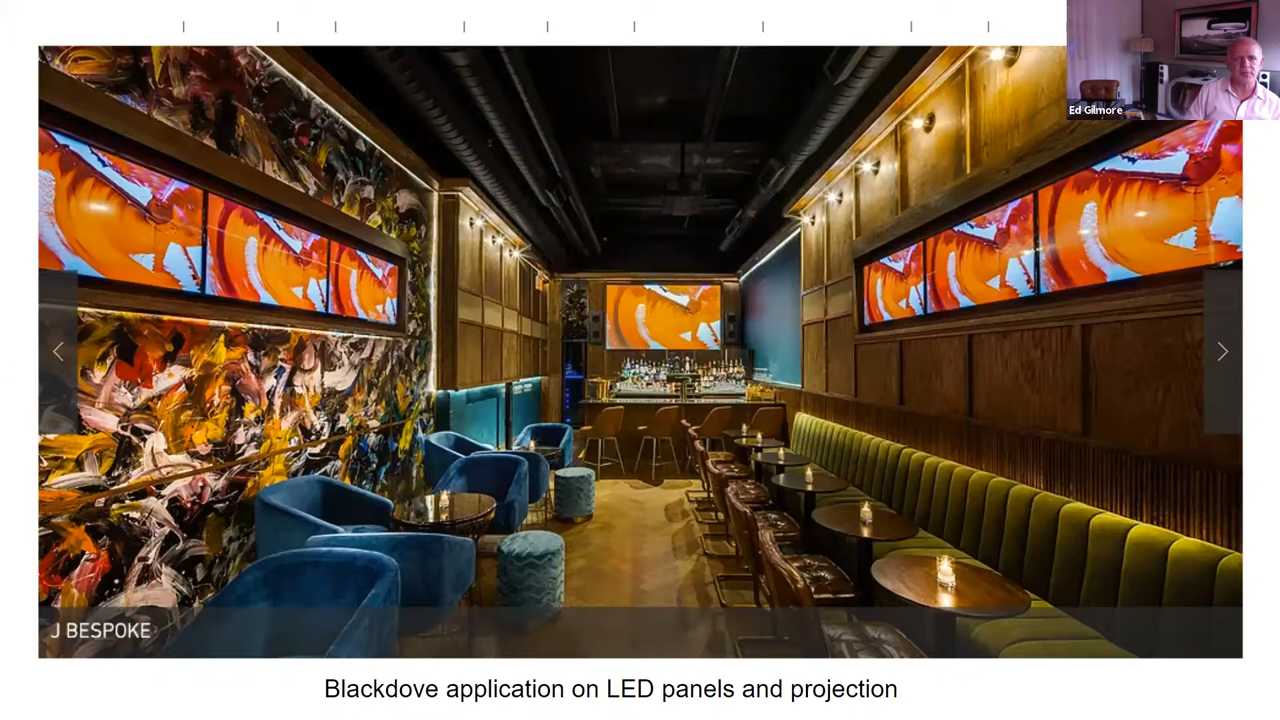 Ed Gilmore
J BESPOKE
Blackdove application on LED panels and projection